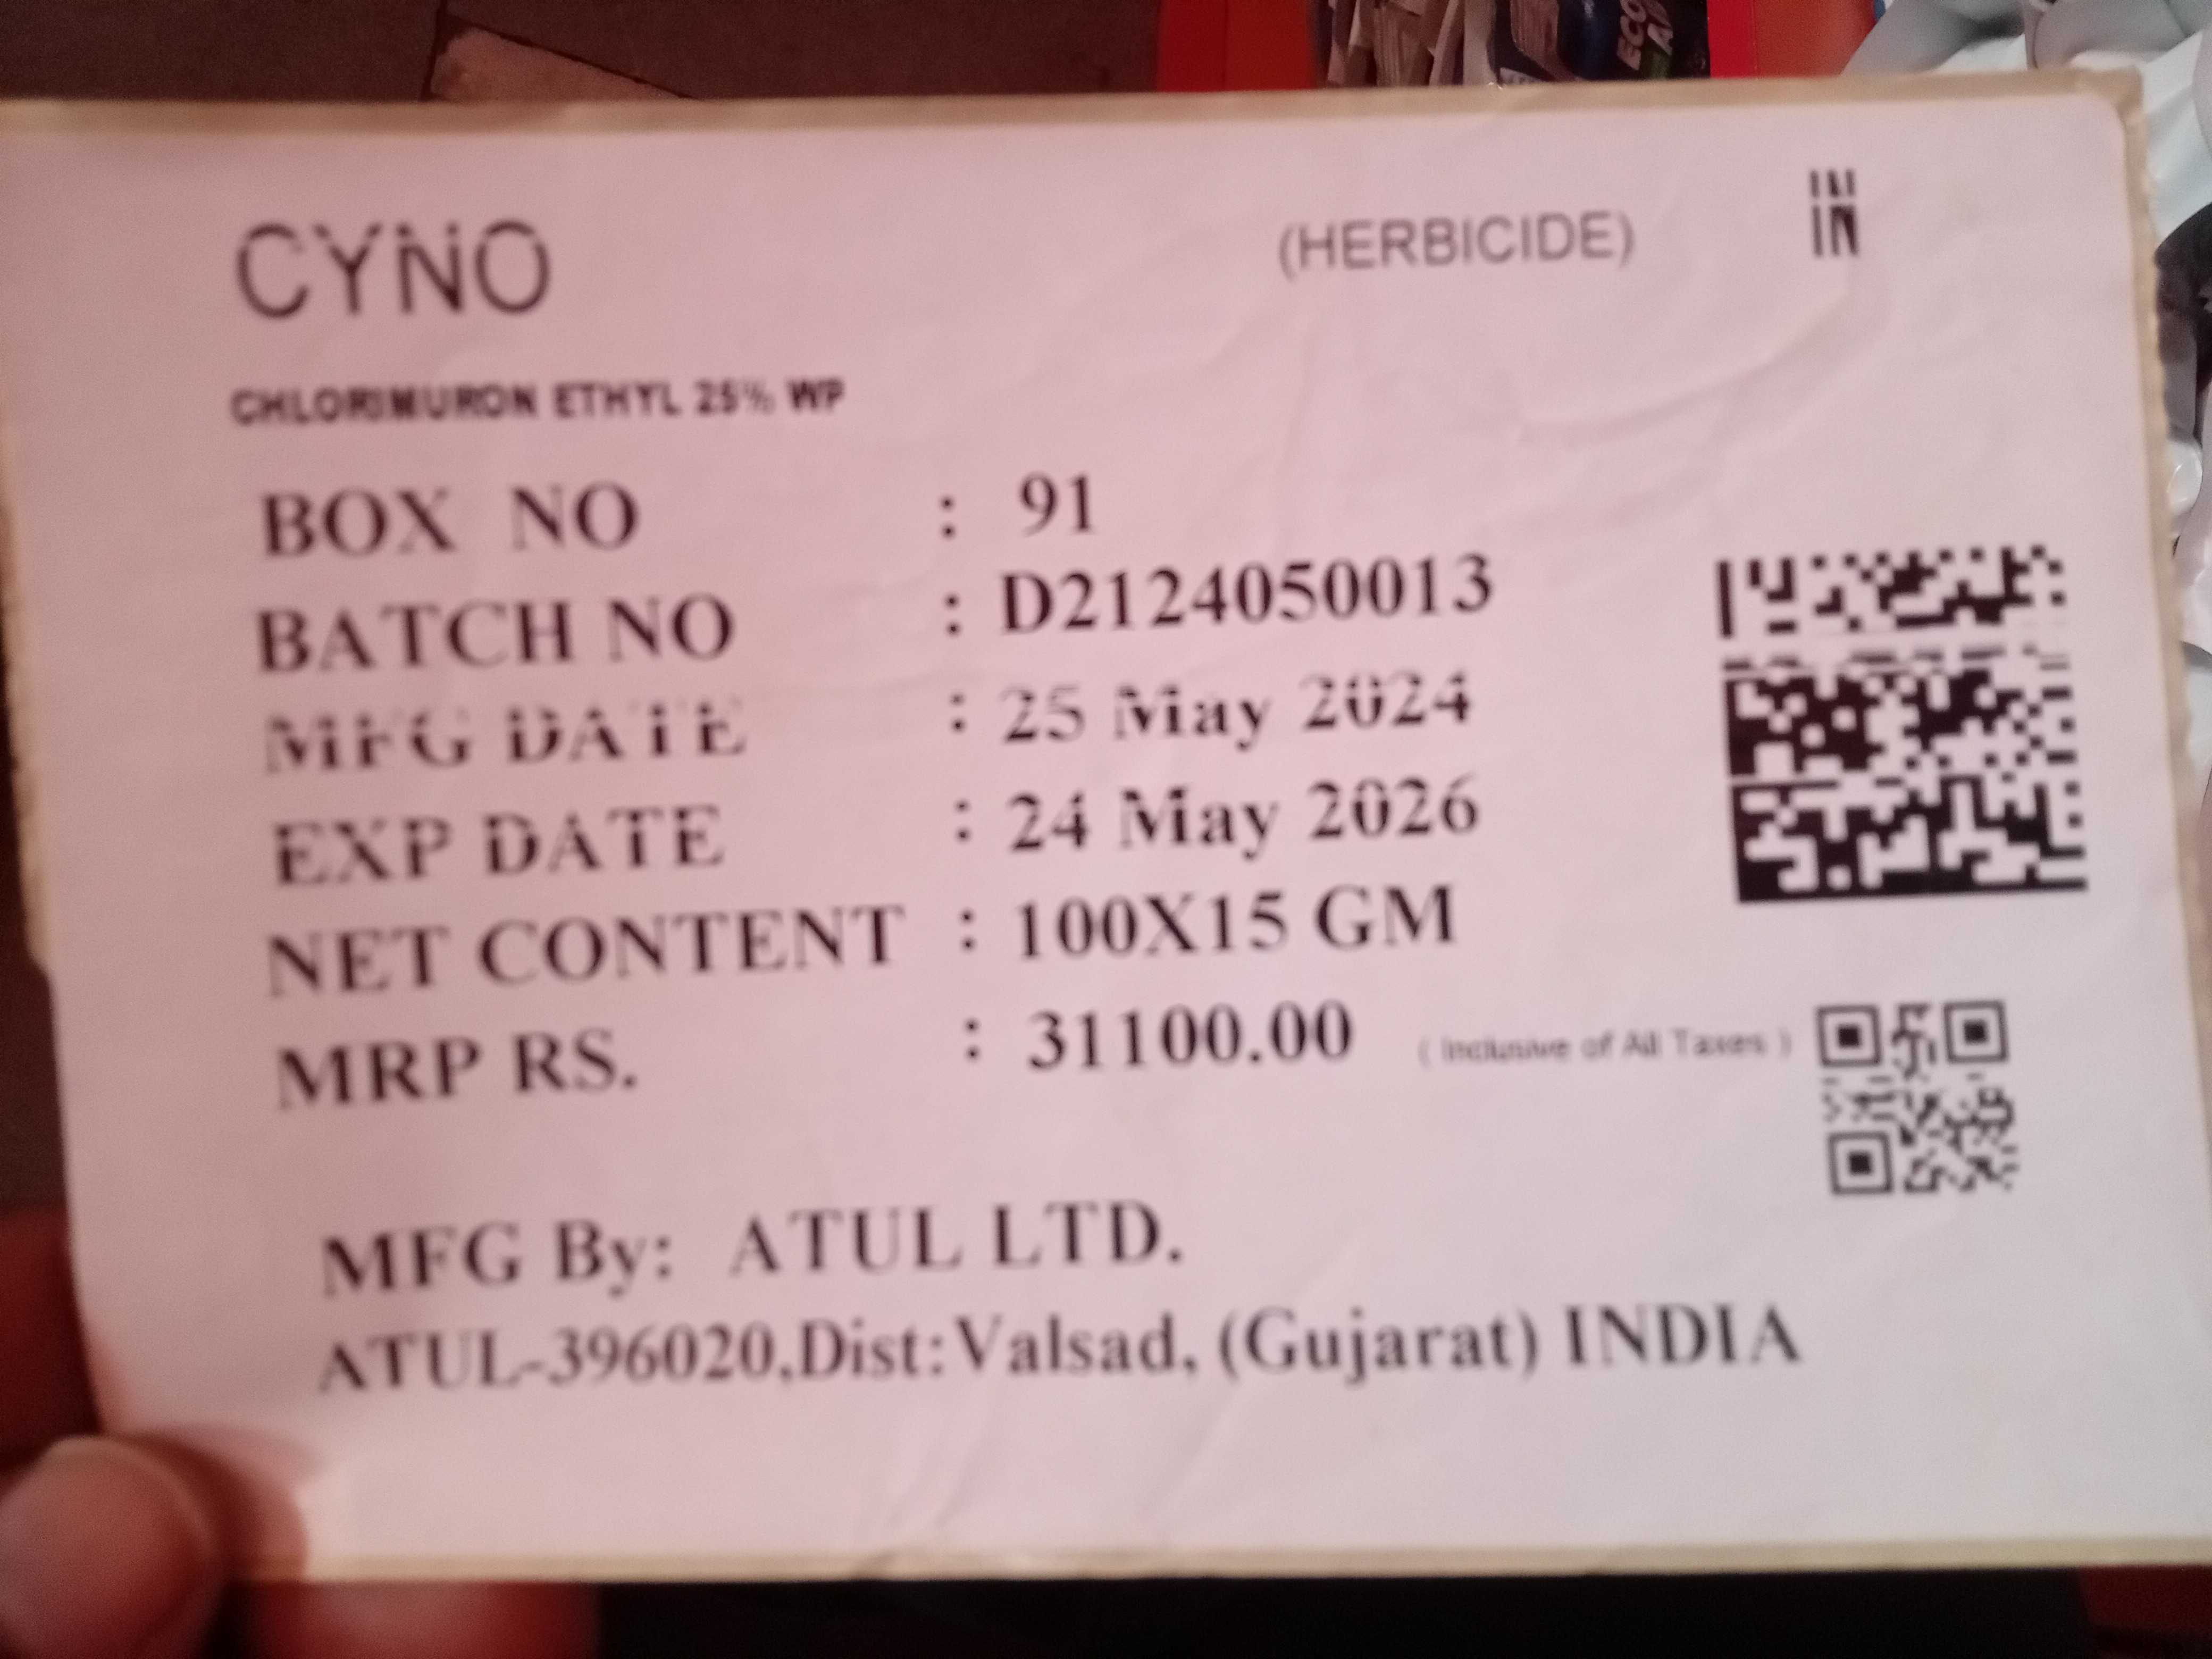 CYNO (HERBICIDE)
CHLORIMURON ETHYL 25% WP
BOX NO : 91
BATCH NO : D2124050013
MFG DATE : 25 May 2024
EXP DATE : 24 May 2026
NET CONTENT : 100X15 GM
MRP RS. : 31100.00 ( Inclusive of All Taxes )
MFG By: ATUL LTD.
ATUL-396020,Dist:Valsad, (Gujarat) INDIA